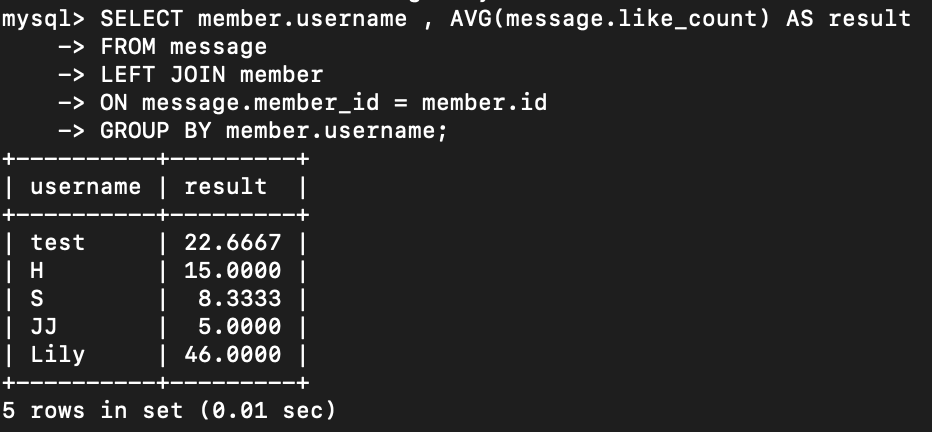 mysql> SELECT member.username , AVG(message.like_count) AS result
    -> FROM message
    -> LEFT JOIN member
    -> ON message.member_id = member.id
    -> GROUP BY member.username;
+----------+---------+
| username | result  |
+----------+---------+
| test     | 22.6667 |
| H        | 15.0000 |
| S        |  8.3333 |
| JJ       |  5.0000 |
| Lily     | 46.0000 |
+----------+---------+
5 rows in set (0.01 sec)